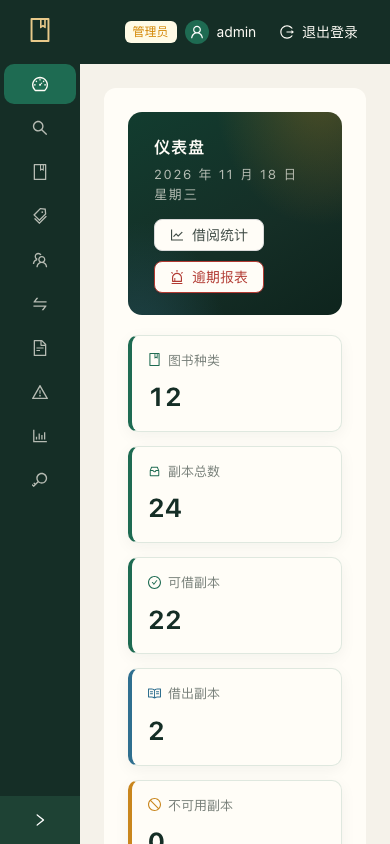 管理员
admin
退出登录
仪表盘
2026 年 11 月 18 日
星期三
借阅统计
逾期报表
图书种类
12
副本总数
24
可借副本
22
借出副本
2
不可用副本
0